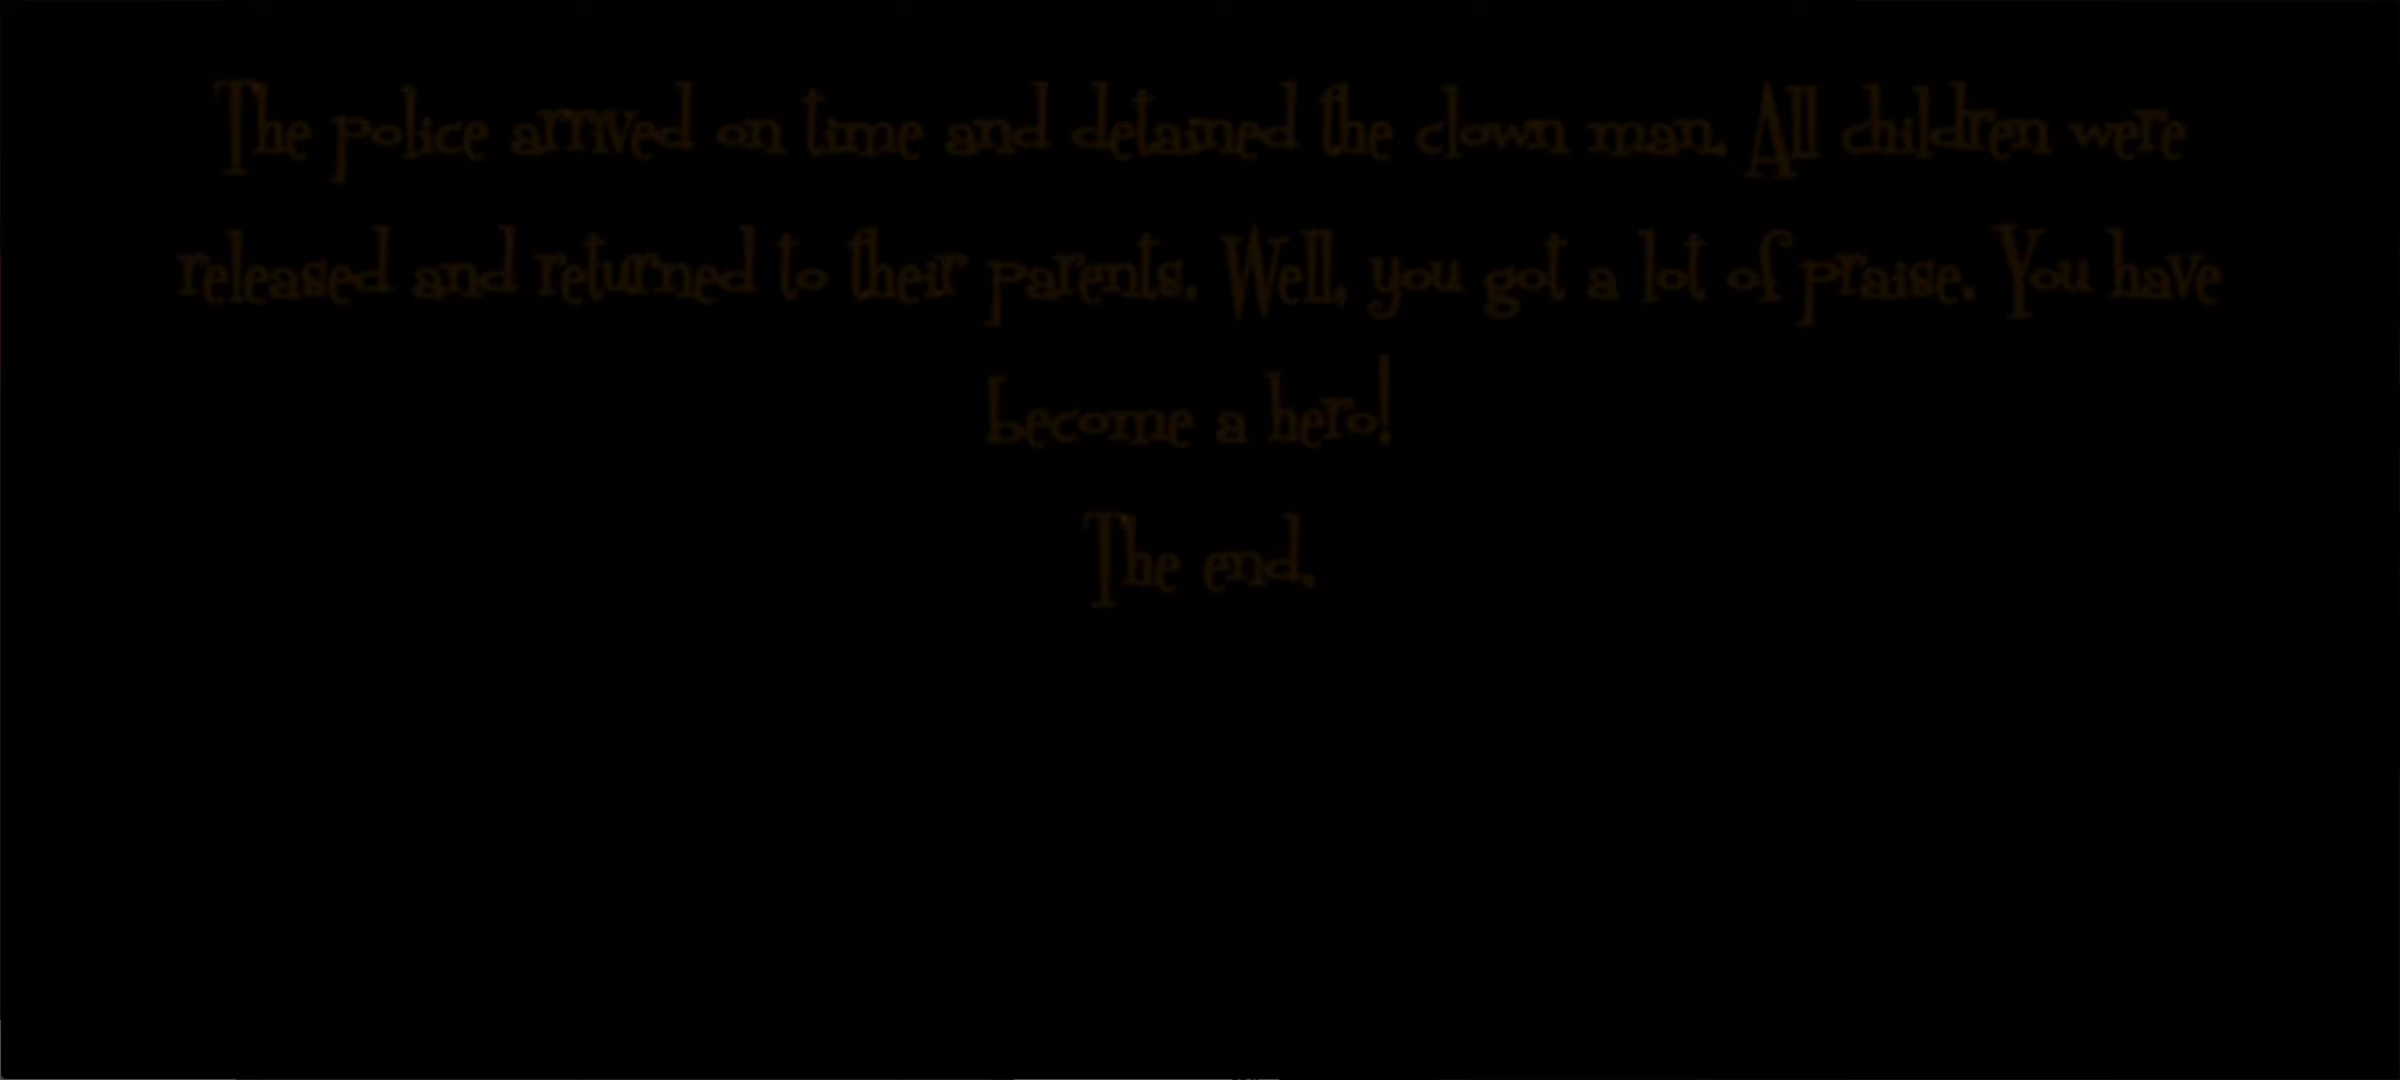 The police arrived on time and detained the clown man. All children were
released and returned to their parents. Well, you got a lot of praise. You have
become a hero!
The end.